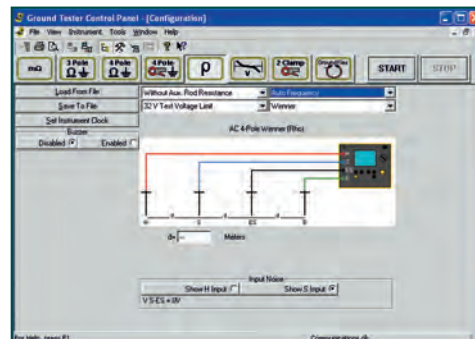 Ground Tester Control Panel - [Configuration]
File View Instrument Tools Window Help
mΩ
3 Pole
4 Pole
4 Pole
ρ
V
2 Clamp
START
STOP
Load From File
Save To File
Set Instrument Clock
Buzzer
Disabled Enabled
Without Aux. Rod Resistance
Auto Frequency
32 V Test Voltage Limit
Wenner
AC 4-Pole Wenner (Rho)
d= --- Meters
Input Noise
Show H Input Show S Input
V S-ES = 0V
For Help, press F1